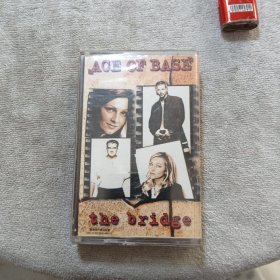 ACE OF BASE
the bridge